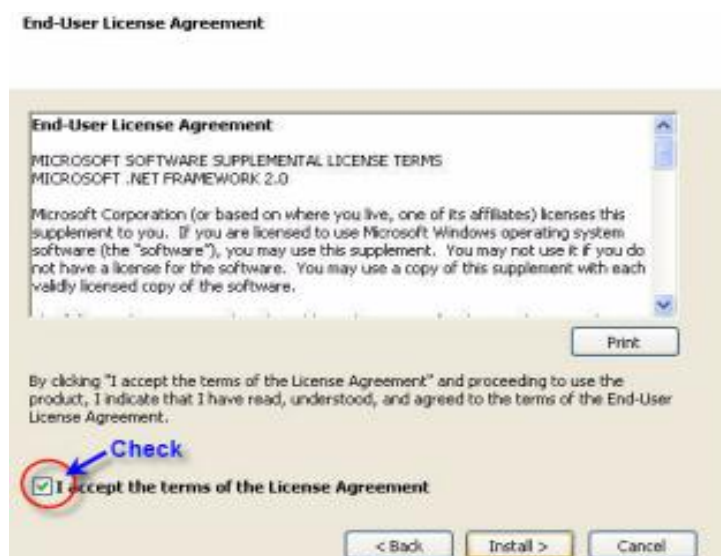 End-User License Agreement
End-User License Agreement
MICROSOFT SOFTWARE SUPPLEMENTAL LICENSE TERMS
MICROSOFT .NET FRAMEWORK 2.0
Microsoft Corporation (or based on where you live, one of its affiliates) licenses this
supplement to you. If you are licensed to use Microsoft Windows operating system
software (the "software"), you may use this supplement. You may not use it if you do
not have a license for the software. You may use a copy of this supplement with each
validly licensed copy of the software.
Print
By clicking "I accept the terms of the License Agreement" and proceeding to use the
product, I indicate that I have read, understood, and agreed to the terms of the End-User
License Agreement.
Check
I accept the terms of the License Agreement
< Back
Install >
Cancel